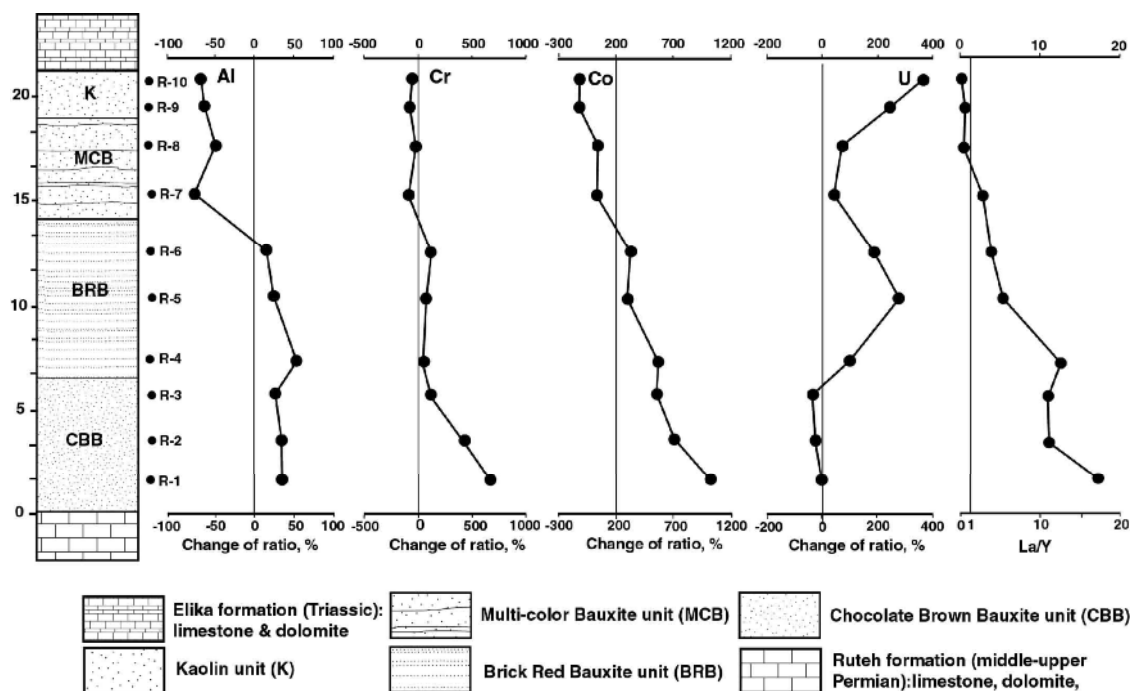 -100 -50 0 50 100
-500 0 500 1000
-300 200 700 1200
-200 0 200 400
0 10 20
Al
Cr
Co
U
20
15
10
5
0
K
MCB
BRB
CBB
R-10
R-9
R-8
R-7
R-6
R-5
R-4
R-3
R-2
R-1
-100 -50 0 50 100
-500 0 500 1000
-300 200 700 1200
-200 0 200 400
01 10 20
Change of ratio, %
Change of ratio, %
Change of ratio, %
Change of ratio, %
La/Y
Elika formation (Triassic):
limestone & dolomite
Multi-color Bauxite unit (MCB)
Chocolate Brown Bauxite unit (CBB)
Kaolin unit (K)
Brick Red Bauxite unit (BRB)
Ruteh formation (middle-upper
Permian):limestone, dolomite,